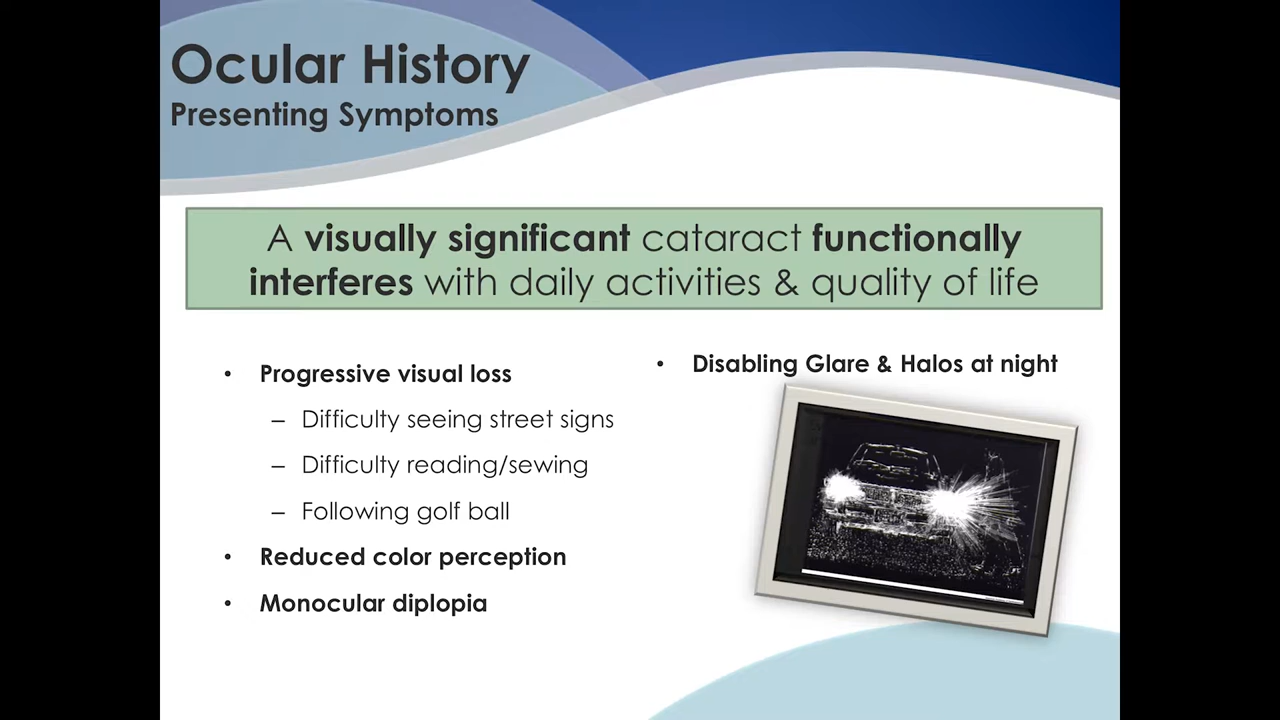 Ocular History
Presenting Symptoms
A visually significant cataract functionally
interferes with daily activities & quality of life
• Progressive visual loss
– Difficulty seeing street signs
– Difficulty reading/sewing
– Following golf ball
• Reduced color perception
• Monocular diplopia
• Disabling Glare & Halos at night